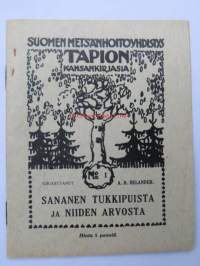 SUOMEN METSÄNHOITOYHDISTYS
TAPION
KANSANKIRJASIA
No 1
KIRJOITTANUT
A. B. HELANDER.
SANANEN TUKKIPUISTA
JA NIIDEN ARVOSTA
Hinta 5 penniä.